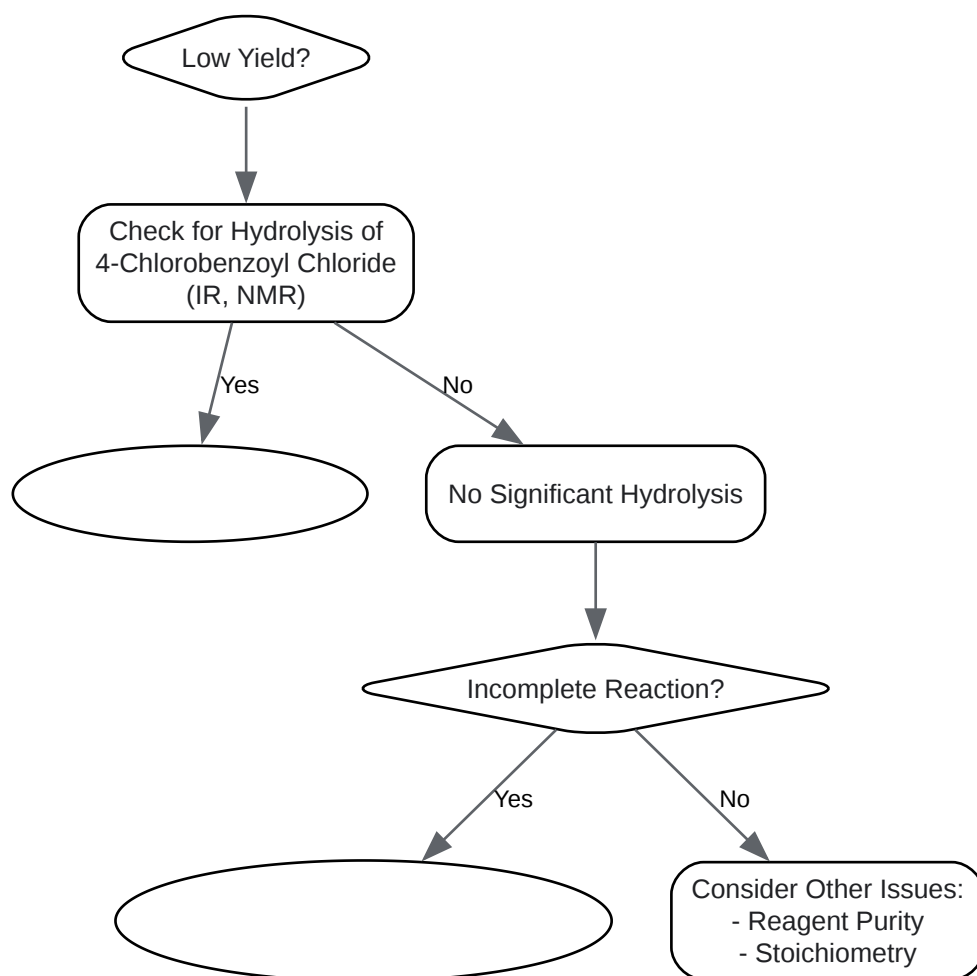 Low Yield?
Check for Hydrolysis of
4-Chlorobenzoyl Chloride
(IR, NMR)
Yes
No
No Significant Hydrolysis
Incomplete Reaction?
Yes
No
Consider Other Issues:
- Reagent Purity
- Stoichiometry